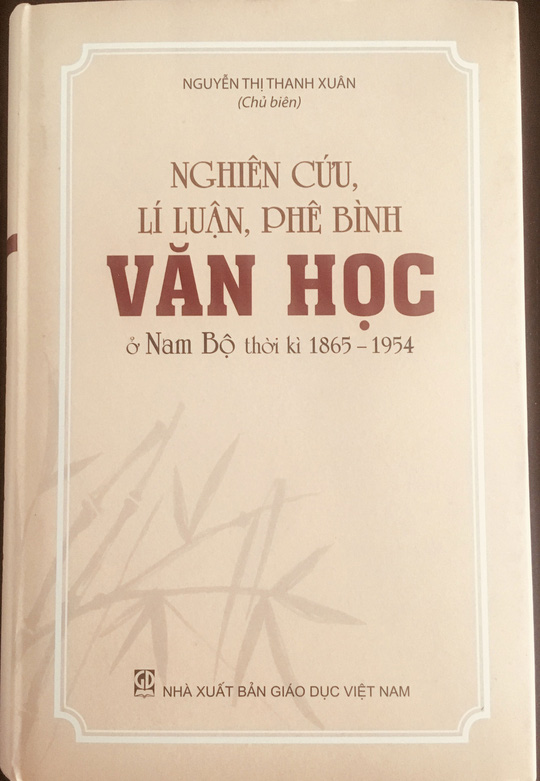 NGUYỄN THỊ THANH XUÂN
(Chủ biên)
NGHIÊN CỨU,
LÍ LUẬN, PHÊ BÌNH
VĂN HỌC
ở Nam Bộ thời kì 1865 – 1954
GD
NHÀ XUẤT BẢN GIÁO DỤC VIỆT NAM